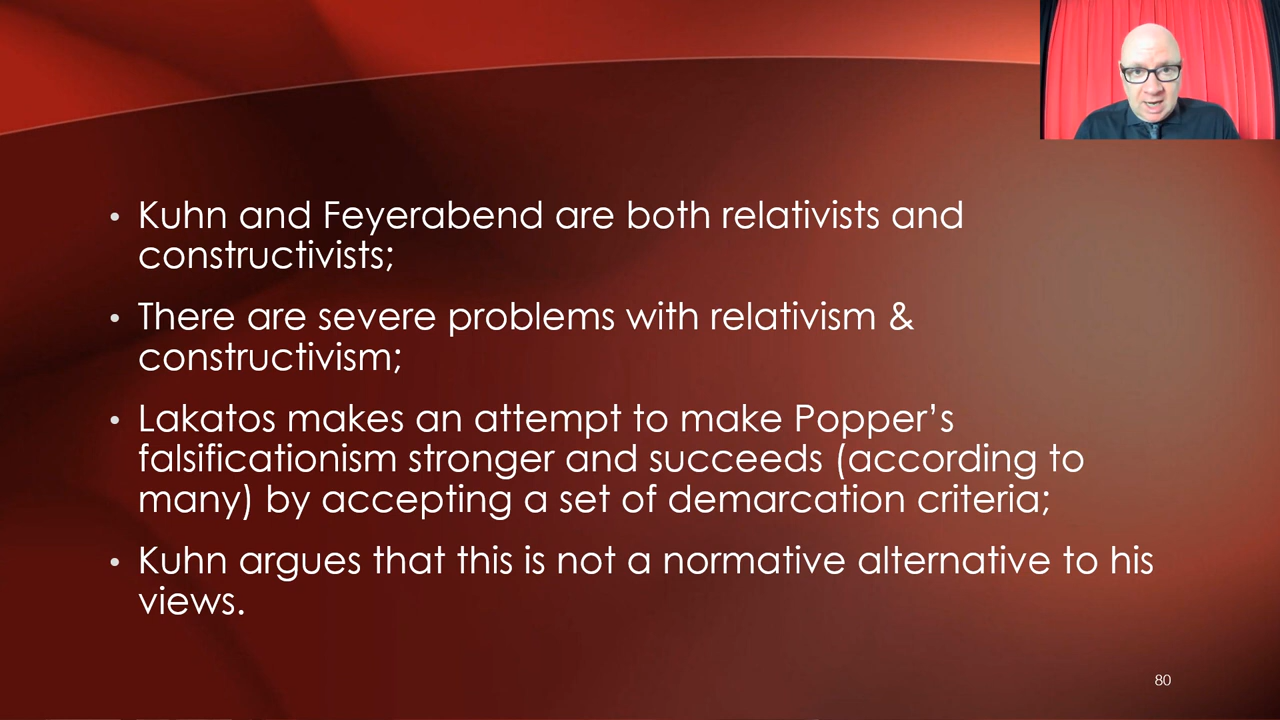 • Kuhn and Feyerabend are both relativists and
constructivists;
• There are severe problems with relativism &
constructivism;
• Lakatos makes an attempt to make Popper’s
falsificationism stronger and succeeds (according to
many) by accepting a set of demarcation criteria;
• Kuhn argues that this is not a normative alternative to his
views.
80